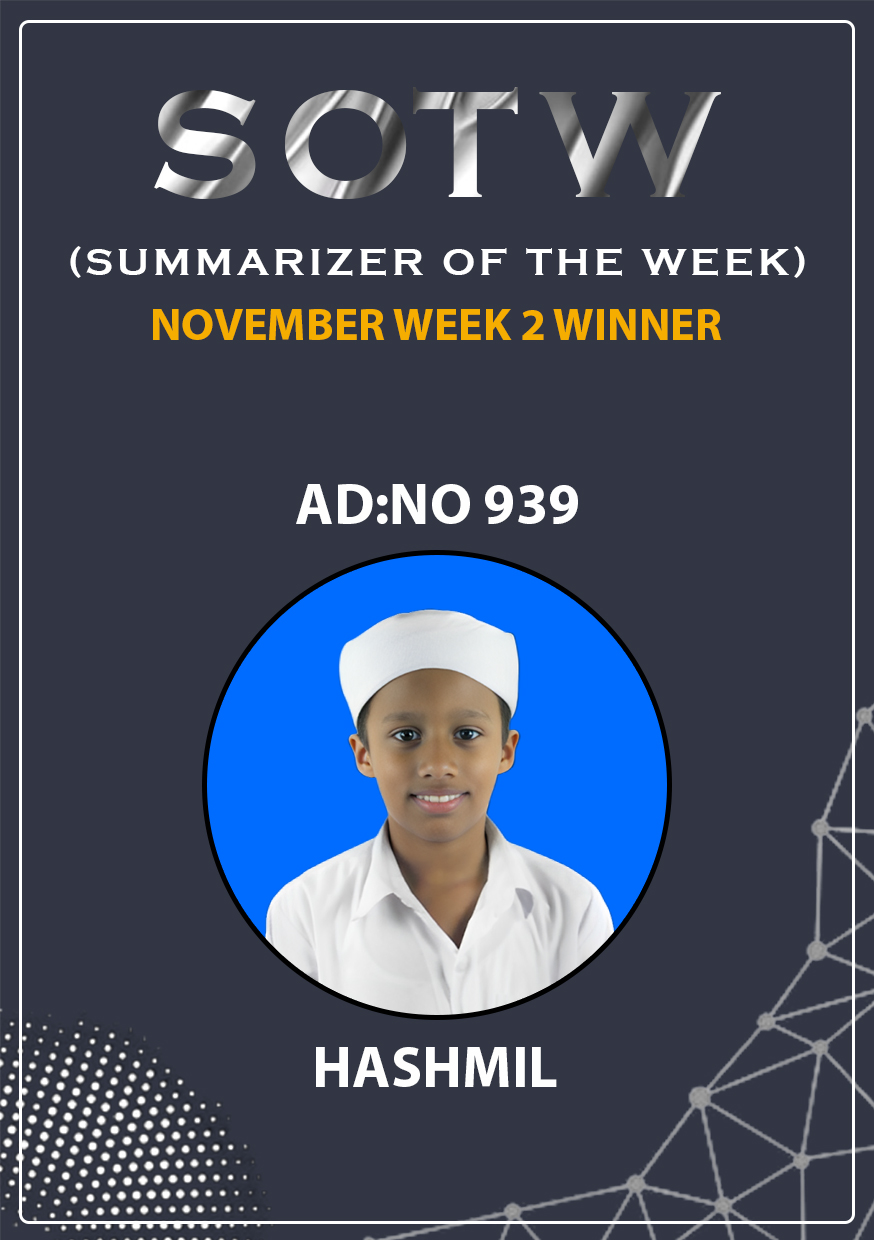 SOTW
(SUMMARIZER OF THE WEEK)
NOVEMBER WEEK 2 WINNER
AD:NO 939
HASHMIL